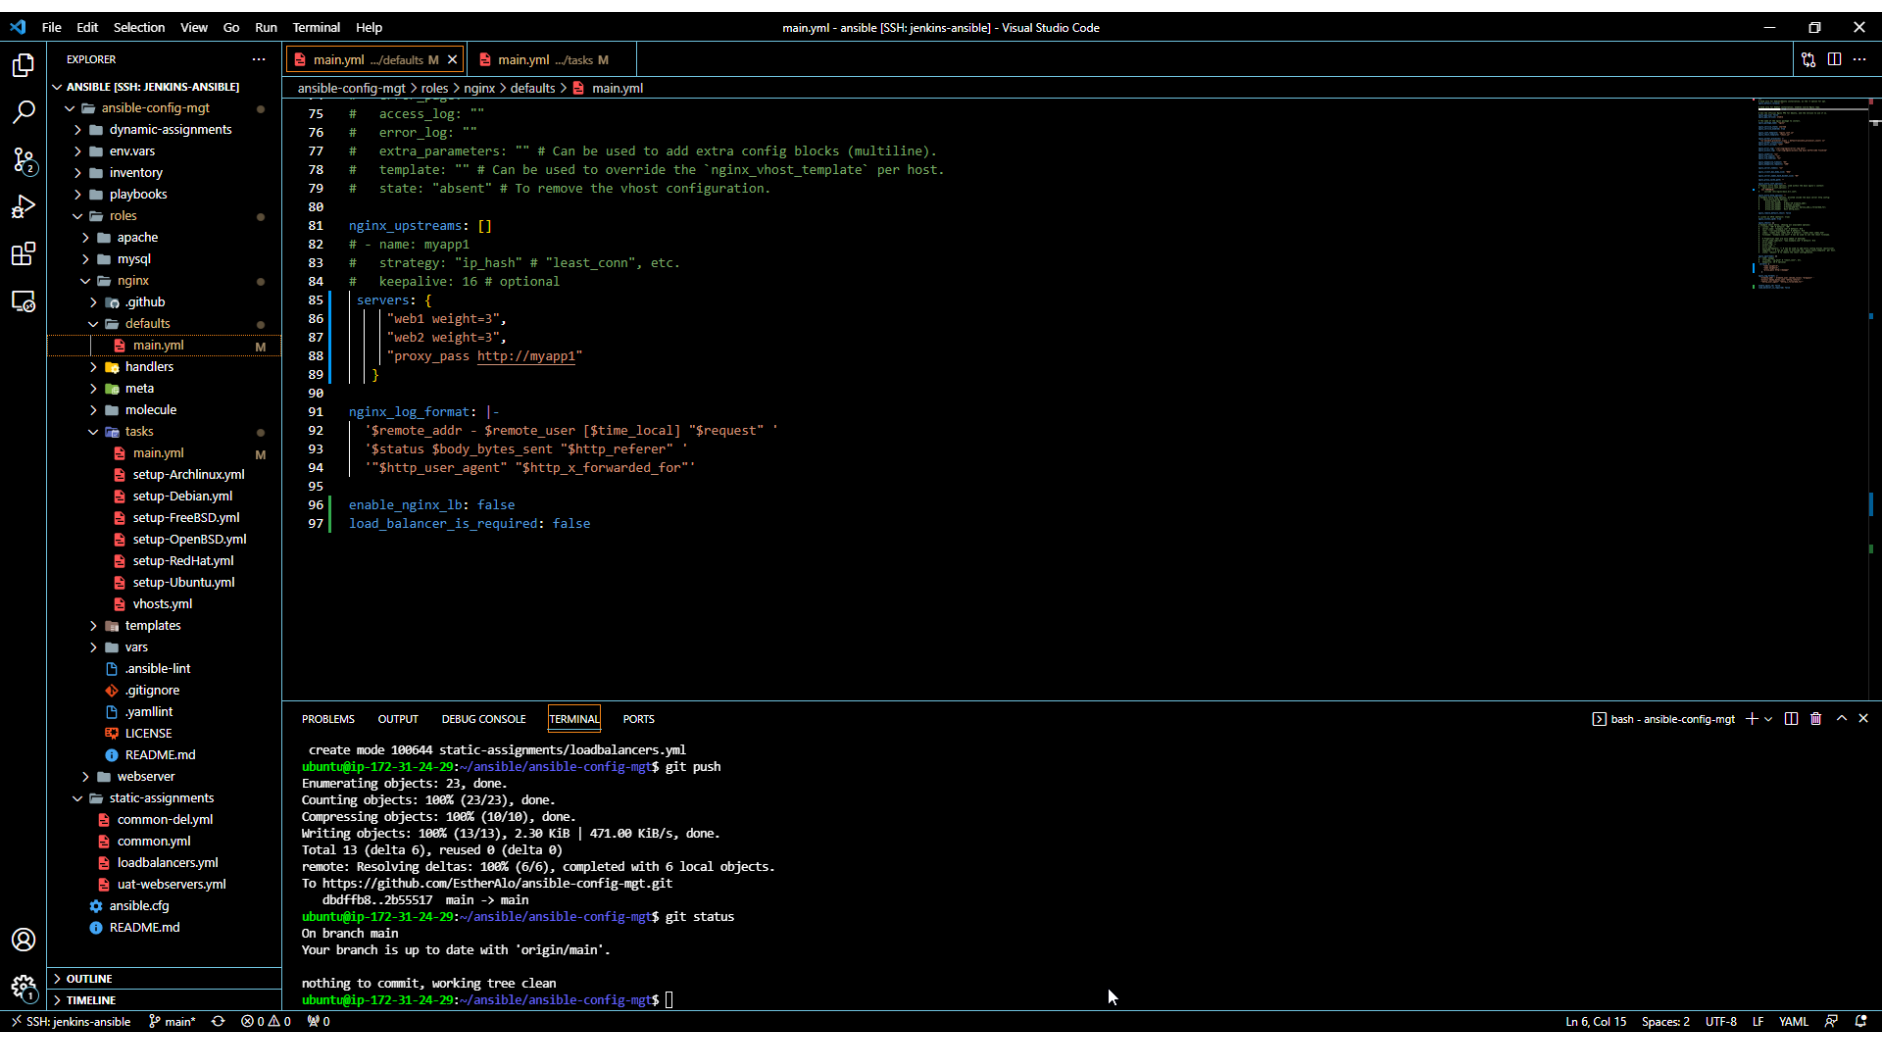 File Edit Selection View Go Run Terminal Help
main.yml - ansible [SSH: jenkins-ansible] - Visual Studio Code
EXPLORER
ANSIBLE [SSH: JENKINS-ANSIBLE]
ansible-config-mgt
dynamic-assignments
env.vars
inventory
playbooks
roles
apache
mysql
nginx
.github
defaults
main.yml M
handlers
meta
molecule
tasks
main.yml M
setup-Archlinux.yml
setup-Debian.yml
setup-FreeBSD.yml
setup-OpenBSD.yml
setup-RedHat.yml
setup-Ubuntu.yml
vhosts.yml
templates
vars
.ansible-lint
.gitignore
.yamllint
LICENSE
README.md
webserver
static-assignments
common-del.yml
common.yml
loadbalancers.yml
uat-webservers.yml
ansible.cfg
README.md
OUTLINE
TIMELINE
main.yml .../defaults M
main.yml .../tasks M
ansible-config-mgt > roles > nginx > defaults > main.yml
75 # access_log: ""
76 # error_log: ""
77 # extra_parameters: "" # Can be used to add extra config blocks (multiline).
78 # template: "" # Can be used to override the `nginx_vhost_template` per host.
79 # state: "absent" # To remove the vhost configuration.
80
81 nginx_upstreams: []
82 # - name: myapp1
83 # strategy: "ip_hash" # "least_conn", etc.
84 # keepalive: 16 # optional
85 servers: {
86 "web1 weight=3",
87 "web2 weight=3",
88 "proxy_pass http://myapp1"
89 }
90
91 nginx_log_format: |-
92 '$remote_addr - $remote_user [$time_local] "$request" '
93 '$status $body_bytes_sent "$http_referer" '
94 '"$http_user_agent" "$http_x_forwarded_for"'
95
96 enable_nginx_lb: false
97 load_balancer_is_required: false
PROBLEMS OUTPUT DEBUG CONSOLE TERMINAL PORTS
bash - ansible-config-mgt
create mode 100644 static-assignments/loadbalancers.yml
ubuntu@ip-172-31-24-29:~/ansible/ansible-config-mgt$ git push
Enumerating objects: 23, done.
Counting objects: 100% (23/23), done.
Compressing objects: 100% (10/10), done.
Writing objects: 100% (13/13), 2.30 KiB | 471.00 KiB/s, done.
Total 13 (delta 6), reused 0 (delta 0)
remote: Resolving deltas: 100% (6/6), completed with 6 local objects.
To https://github.com/EstherAlo/ansible-config-mgt.git
dbdffb8..2b55517 main -> main
ubuntu@ip-172-31-24-29:~/ansible/ansible-config-mgt$ git status
On branch main
Your branch is up to date with 'origin/main'.
nothing to commit, working tree clean
ubuntu@ip-172-31-24-29:~/ansible/ansible-config-mgt$
SSH: jenkins-ansible main* 0 0 0
Ln 6, Col 15 Spaces: 2 UTF-8 LF YAML